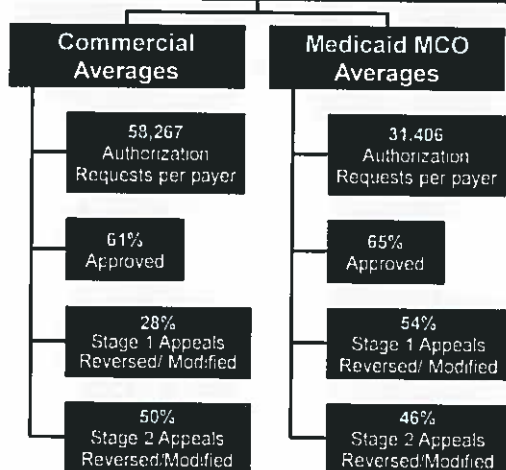 Commercial
Averages
58,267
Authorization
Requests per payer
61%
Approved
28%
Stage 1 Appeals
Reversed/ Modified
50%
Stage 2 Appeals
Reversed/Modified
Medicaid MCO
Averages
31,406
Authorization
Requests per payer
65%
Approved
54%
Stage 1 Appeals
Reversed/ Modified
46%
Stage 2 Appeals
Reversed/Modified